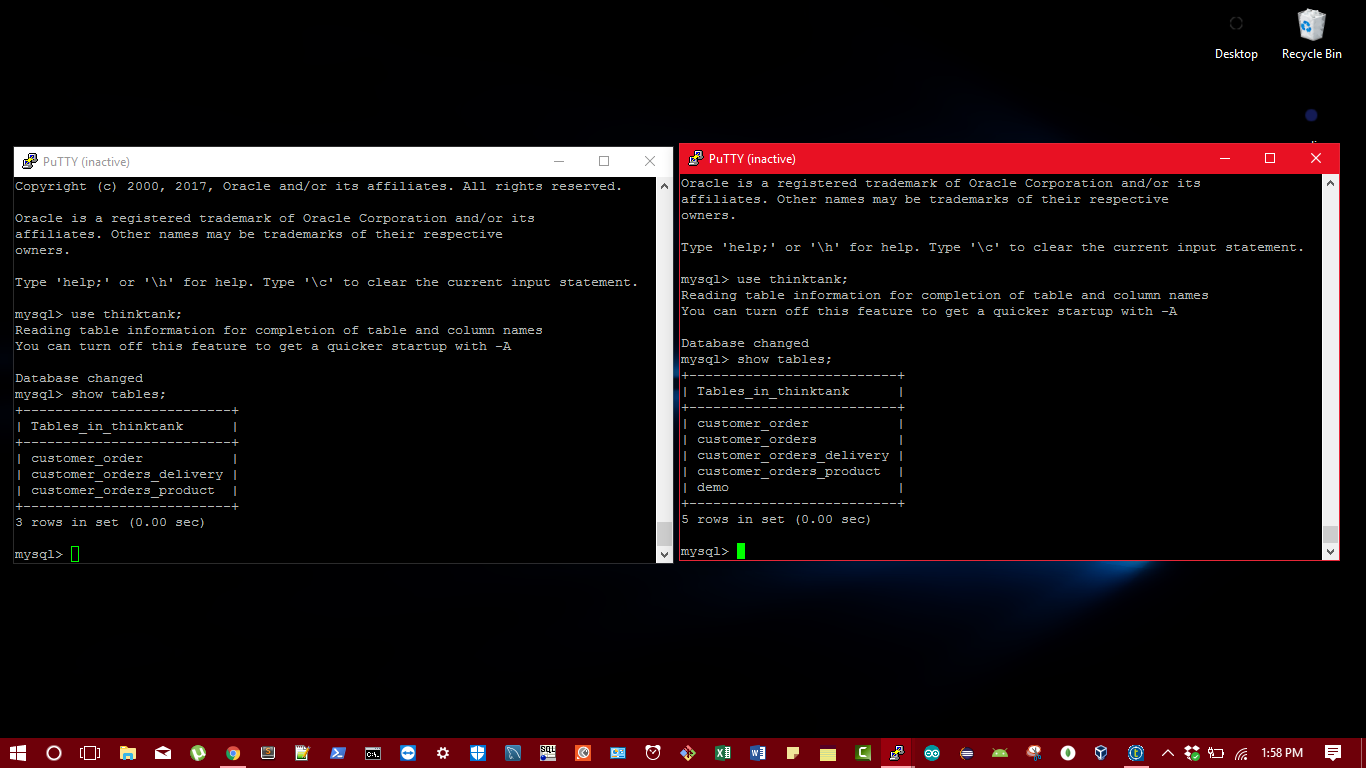 Desktop
Recycle Bin
PuTTY (inactive)
Copyright (c) 2000, 2017, Oracle and/or its affiliates. All rights reserved.
Oracle is a registered trademark of Oracle Corporation and/or its
affiliates. Other names may be trademarks of their respective
owners.
Type 'help;' or '\h' for help. Type '\c' to clear the current input statement.
mysql> use thinktank;
Reading table information for completion of table and column names
You can turn off this feature to get a quicker startup with -A
Database changed
mysql> show tables;
+--------------------------+
| Tables_in_thinktank      |
+--------------------------+
| customer_order           |
| customer_orders_delivery |
| customer_orders_product  |
+--------------------------+
3 rows in set (0.00 sec)
mysql>
PuTTY (inactive)
Oracle is a registered trademark of Oracle Corporation and/or its
affiliates. Other names may be trademarks of their respective
owners.
Type 'help;' or '\h' for help. Type '\c' to clear the current input statement.
mysql> use thinktank;
Reading table information for completion of table and column names
You can turn off this feature to get a quicker startup with -A
Database changed
mysql> show tables;
+--------------------------+
| Tables_in_thinktank      |
+--------------------------+
| customer_order           |
| customer_orders          |
| customer_orders_delivery |
| customer_orders_product  |
| demo                     |
+--------------------------+
5 rows in set (0.00 sec)
mysql>
1:58 PM